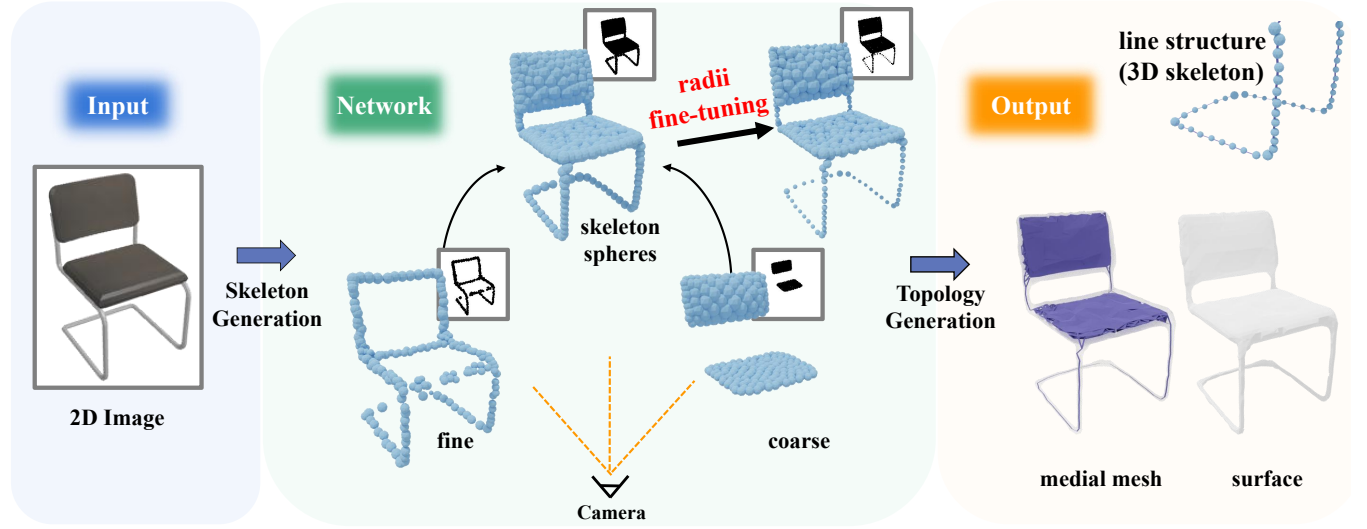 Input
2D Image
Skeleton
Generation
Network
radii
fine-tuning
skeleton
spheres
fine
coarse
Camera
Topology
Generation
Output
line structure
(3D skeleton)
medial mesh
surface